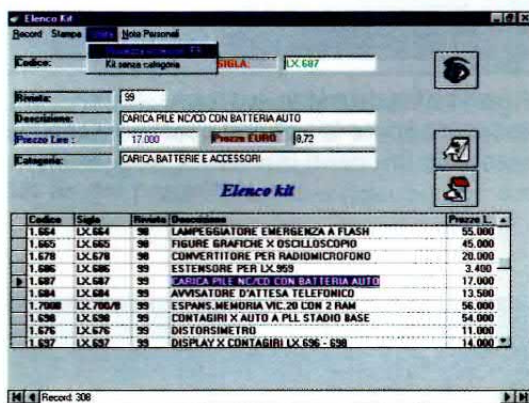 Elenco Kit
Record Stampa Note Personali
Kit senza categoria
Codice: SIGLA: LX.687
Rivista: 99
Descrizione: CARICA PILE NC/CD CON BATTERIA AUTO
Prezzo Lire : 17.000 Prezzo EURO 8,72
Categoria: CARICA BATTERIE E ACCESSORI
Elenco kit
Codice Sigla Rivista Descrizione Prezzo L.
1.664 LX.664 98 LAMPEGGIATORE EMERGENZA A FLASH 55.000
1.665 LX.665 98 FIGURE GRAFICHE X OSCILLOSCOPIO 45.000
1.678 LX.678 98 CONVERTITORE PER RADIOMICROFONO 20.000
1.686 LX.686 99 ESTENSORE PER LX.959 3.400
1.687 LX.687 99 CARICA PILE NC/CD CON BATTERIA AUTO 17.000
1.684 LX.684 99 AVVISATORE D'ATTESA TELEFONICO 13.500
1.700B LX.700/B 99 ESPANS.MEMORIA VIC.20 CON 2 RAM 56.000
1.698 LX.698 99 CONTAGIRI X AUTO A PLL STADIO BASE 54.000
1.676 LX.676 99 DISTORSIMETRO 11.000
1.697 LX.697 99 DISPLAY X CONTAGIRI LX.696 - 698 14.000
Record: 308